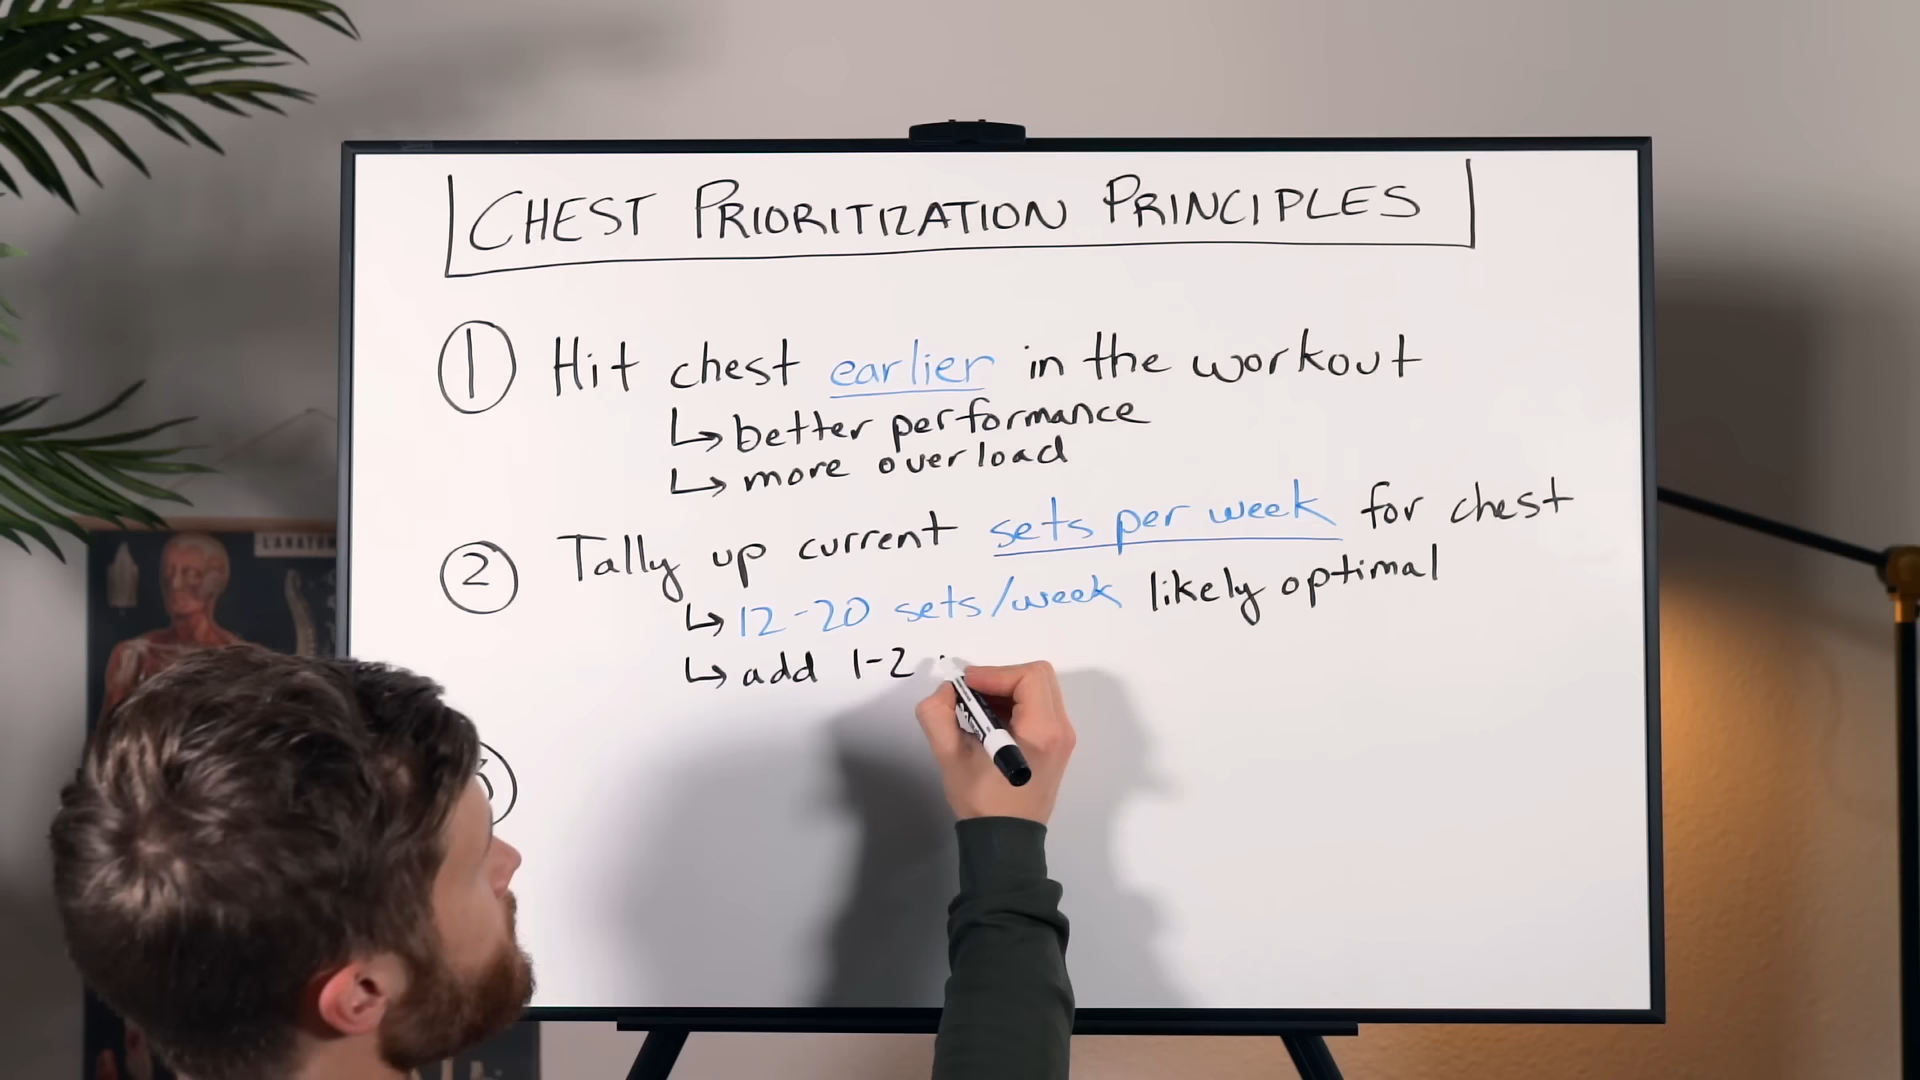 CHEST PRIORITIZATION PRINCIPLES
1 Hit chest earlier in the workout
↳ better performance
↳ more overload
2 Tally up current sets per week for chest
↳ 12-20 sets/week likely optimal
↳ add 1-2